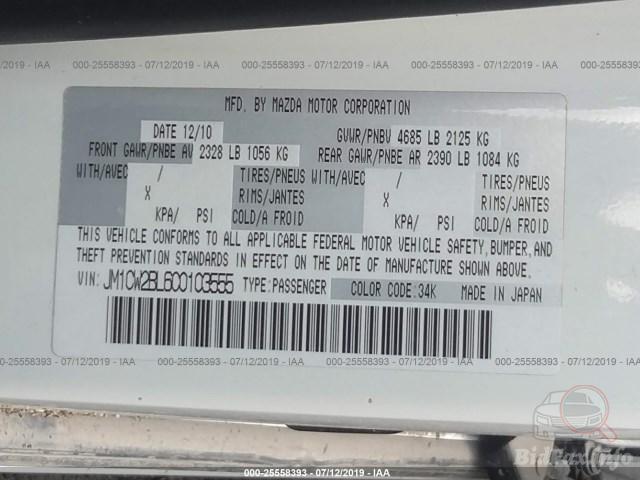 000-25558393 - 07/12/2019 - IAA 000-25558393 - 07/12/2019 - IAA 000-25558393 - 07/12/2019 - IAA
MFD. BY MAZDA MOTOR CORPORATION
DATE 12/10 GVWR/PNBV 4685 LB 2125 KG
FRONT GAWR/PNBE AV 2328 LB 1056 KG REAR GAWR/PNBE AR 2390 LB 1084 KG
WITH/AVEC / TIRES/PNEUS WITH/AVEC / TIRES/PNEUS
X RIMS/JANTES X RIMS/JANTES
KPA/ PSI COLD/A FROID KPA/ PSI COLD/A FROID
THIS VEHICLE CONFORMS TO ALL APPLICABLE FEDERAL MOTOR VEHICLE SAFETY,BUMPER,AND
THEFT PREVENTION STANDARDS IN EFFECT ON THE DATE OF MANUFACTURE SHOWN ABOVE.
VIN: JM1CW2BL6C0103555 TYPE:PASSENGER COLOR CODE:34K MADE IN JAPAN
000-25558393 - 07/12/2019 - IAA 000-25558393 - 07/12/2019 - IAA 000-25558393 - 07/12/2019 - IAA
BidFax.info
000-25558393 - 07/12/2019 - IAA